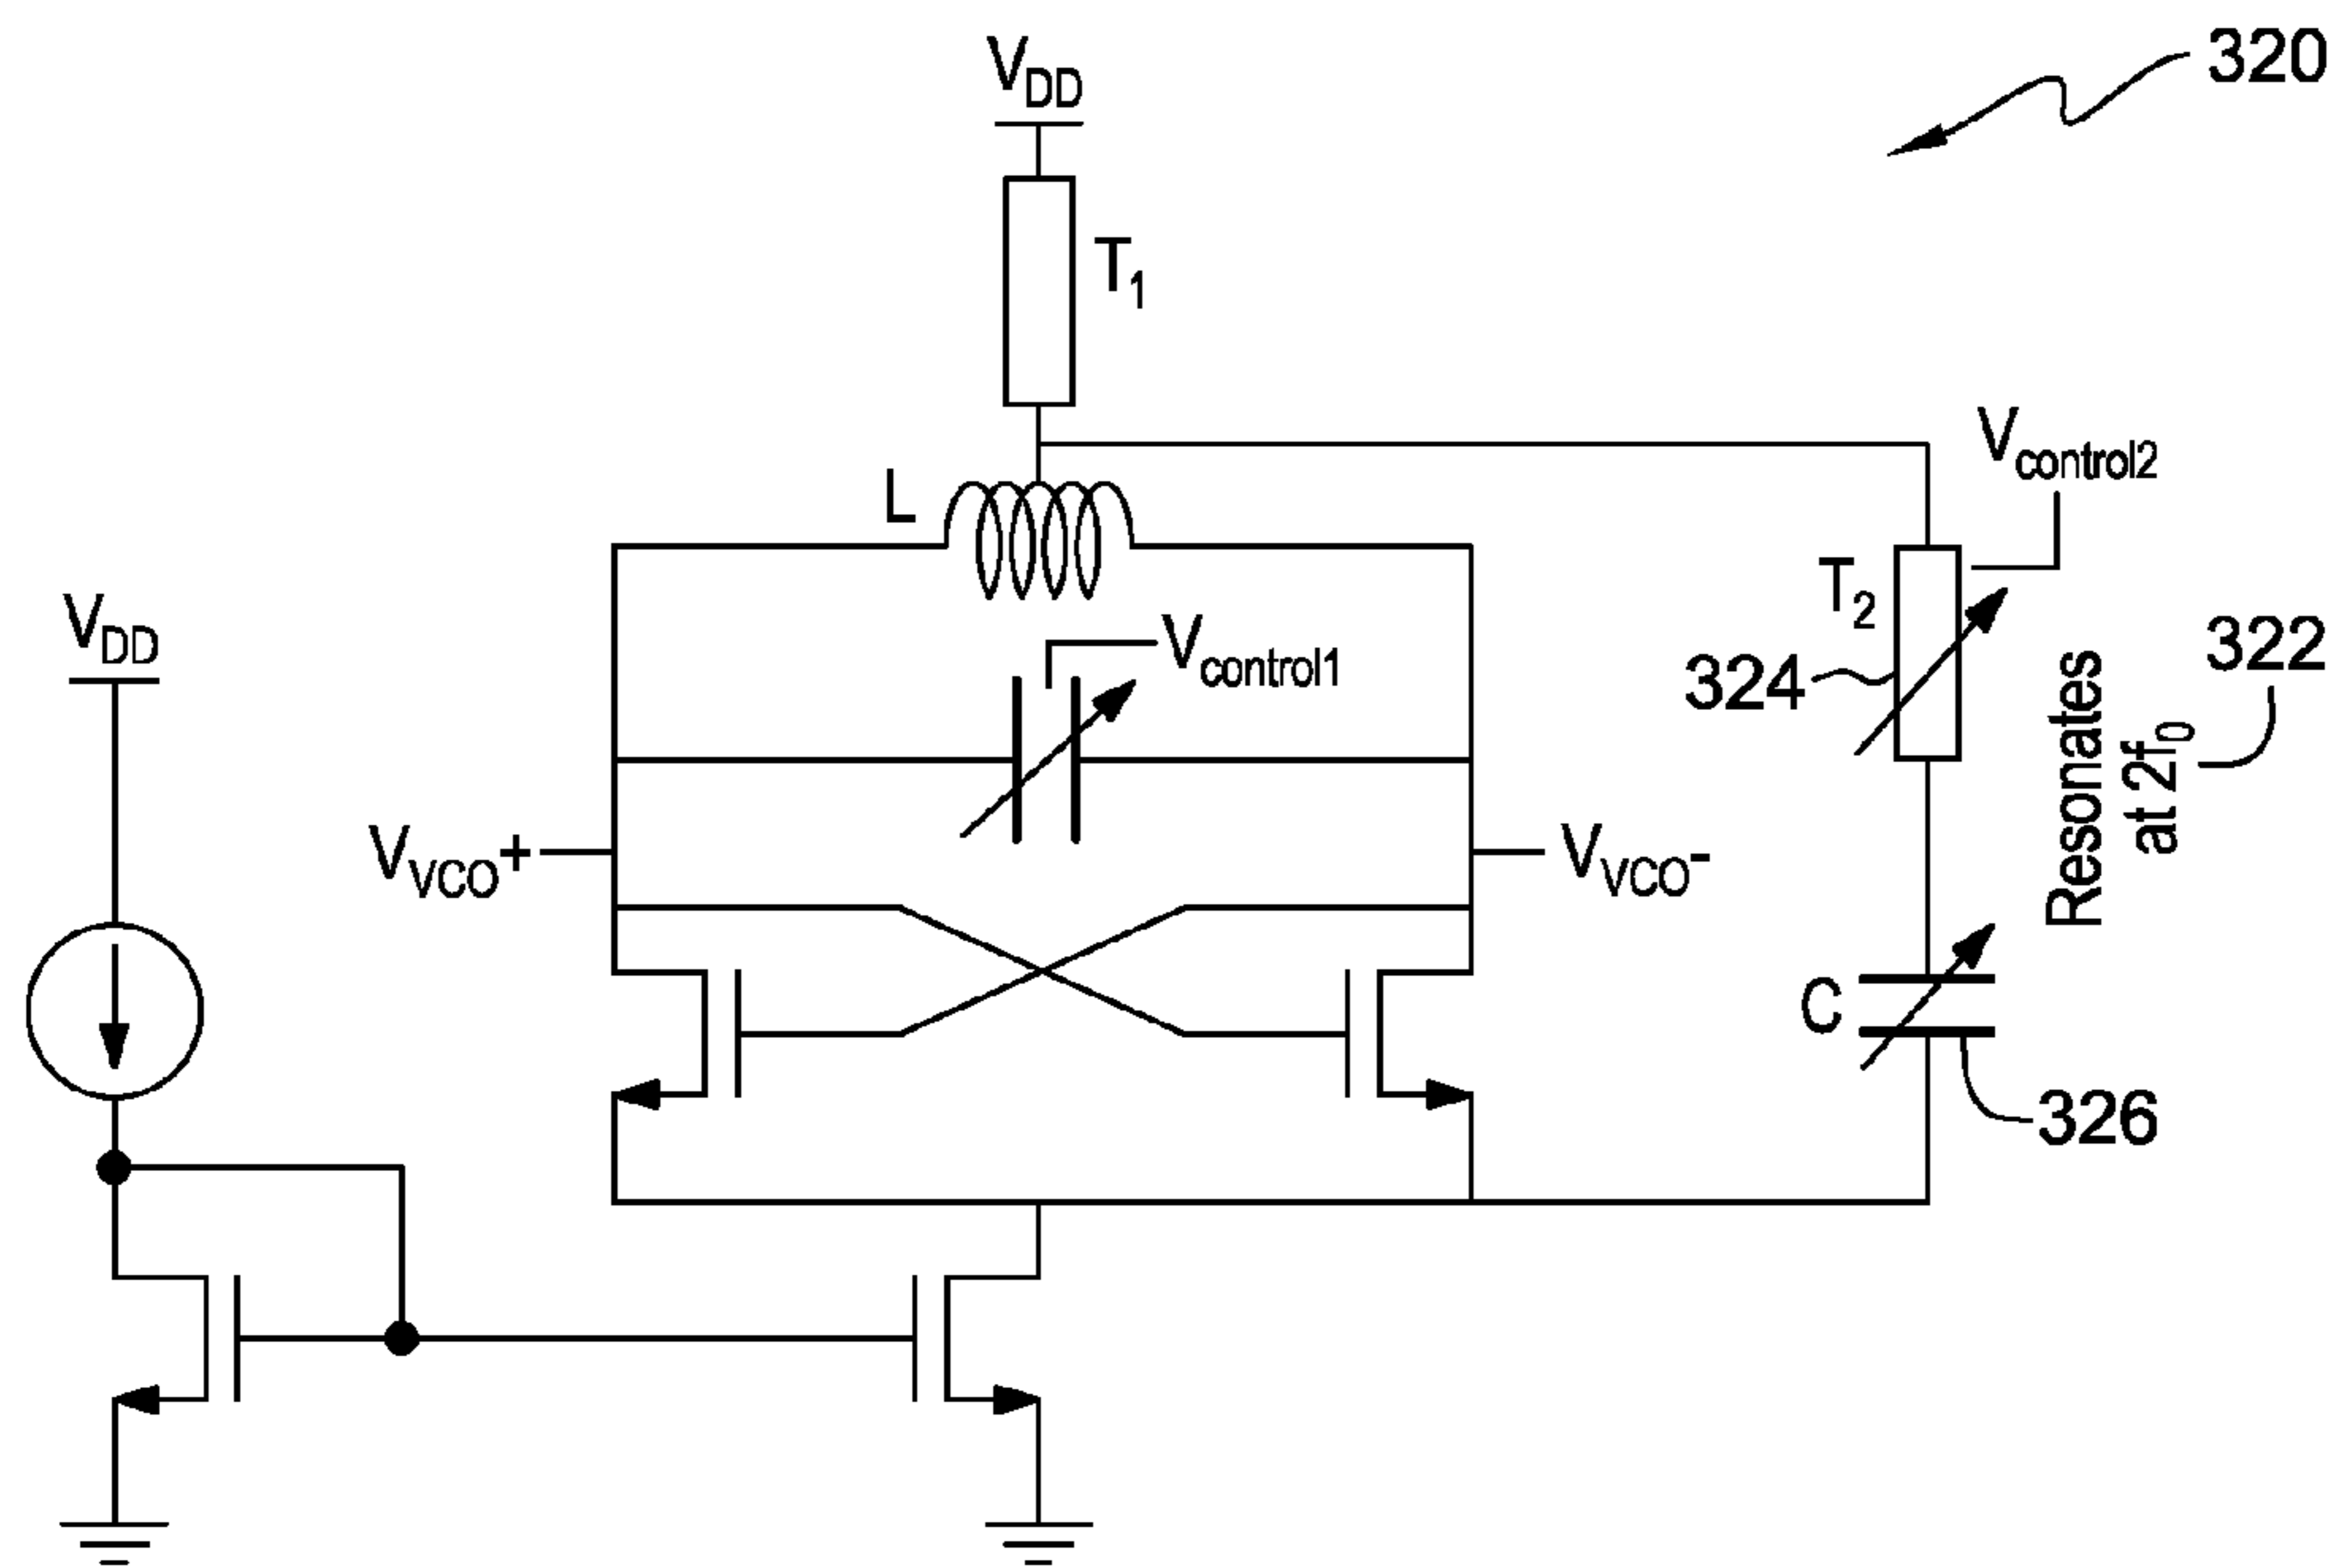 320
VDD
T1
L
Vcontrol2
T2
VDD
Vcontrol1
322
324
Resonates
at 2f0
VVCO+
VVCO-
C
326